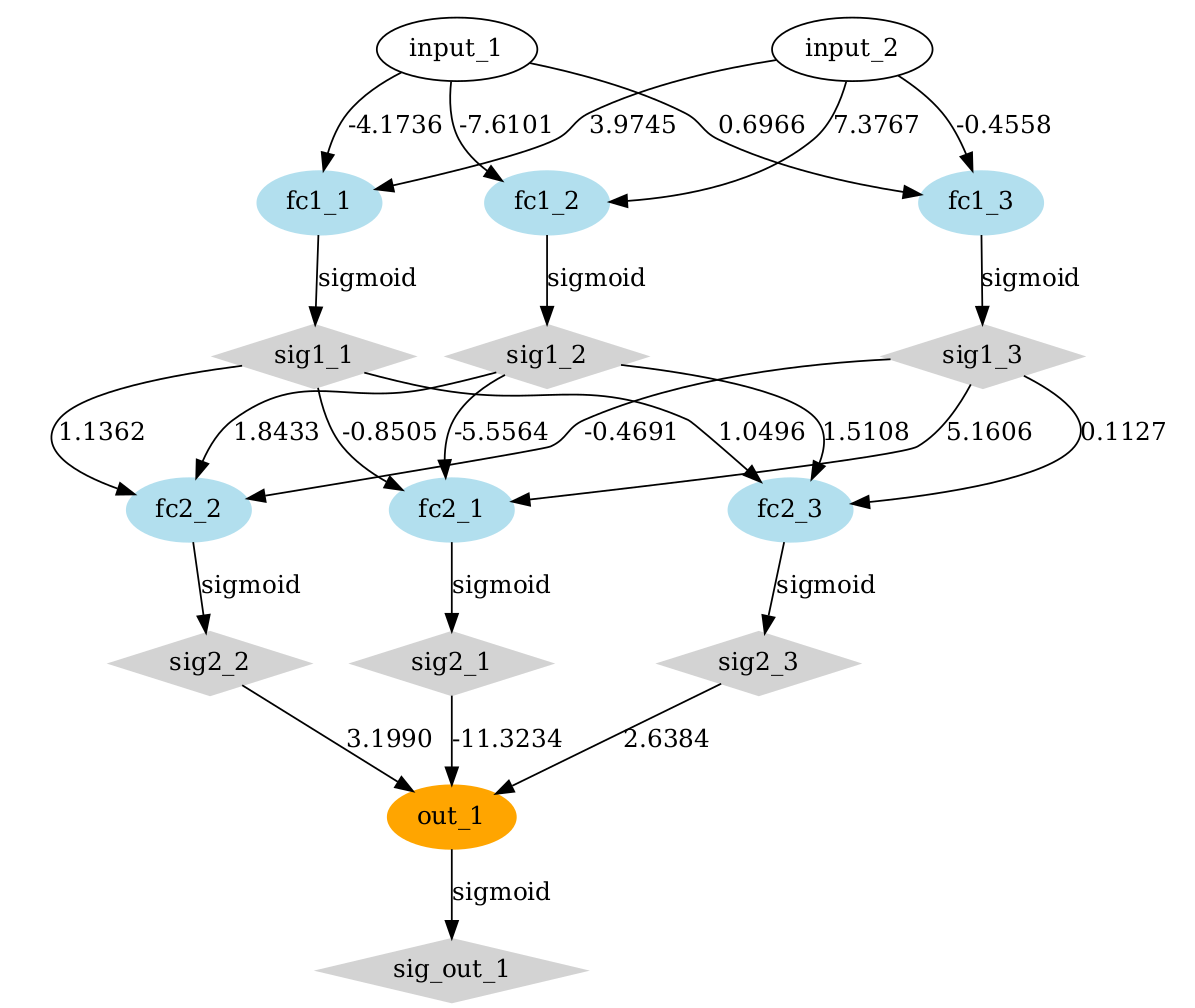 input_1 input_2
-4.1736 -7.6101 3.9745 0.6966 7.3767 -0.4558
fc1_1 fc1_2 fc1_3
sigmoid sigmoid sigmoid
sig1_1 sig1_2 sig1_3
1.1362 1.8433 -0.8505 -5.5564 -0.4691 1.0496 1.5108 5.1606 0.1127
fc2_2 fc2_1 fc2_3
sigmoid sigmoid sigmoid
sig2_2 sig2_1 sig2_3
3.1990 -11.3234 2.6384
out_1
sigmoid
sig_out_1